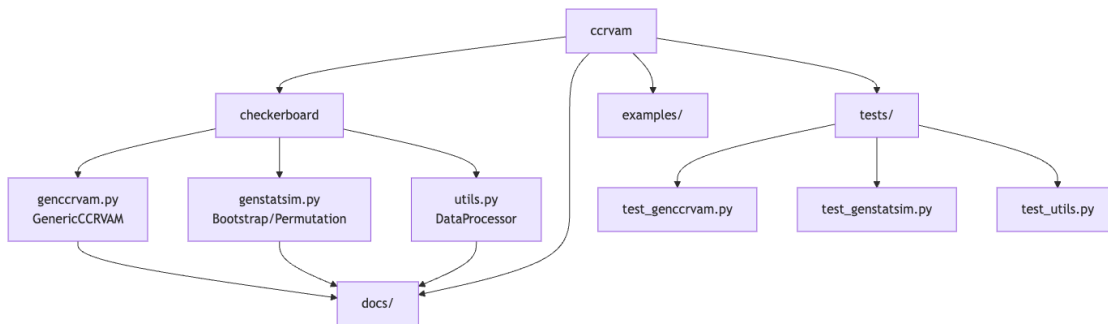 ccrvam
checkerboard
examples/
tests/
genccrvam.py
GenericCCRVAM
genstatsim.py
Bootstrap/Permutation
utils.py
DataProcessor
test_genccrvam.py
test_genstatsim.py
test_utils.py
docs/